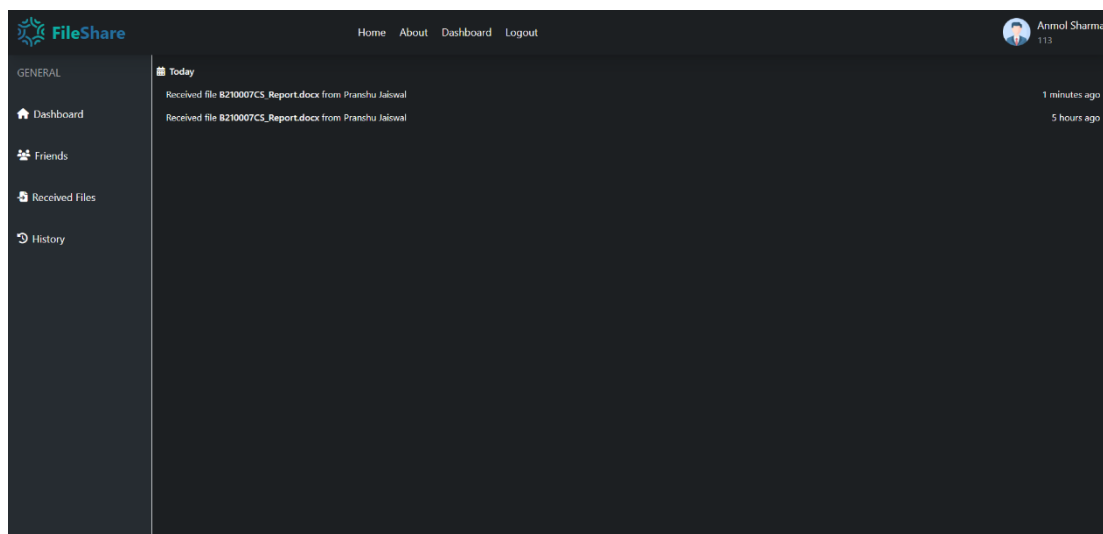 FileShare
Home About Dashboard Logout
Anmol Sharma
113
GENERAL
Dashboard
Friends
Received Files
History
Today
Received file B210007CS_Report.docx from Pranshu Jaiswal 1 minutes ago
Received file B210007CS_Report.docx from Pranshu Jaiswal 5 hours ago